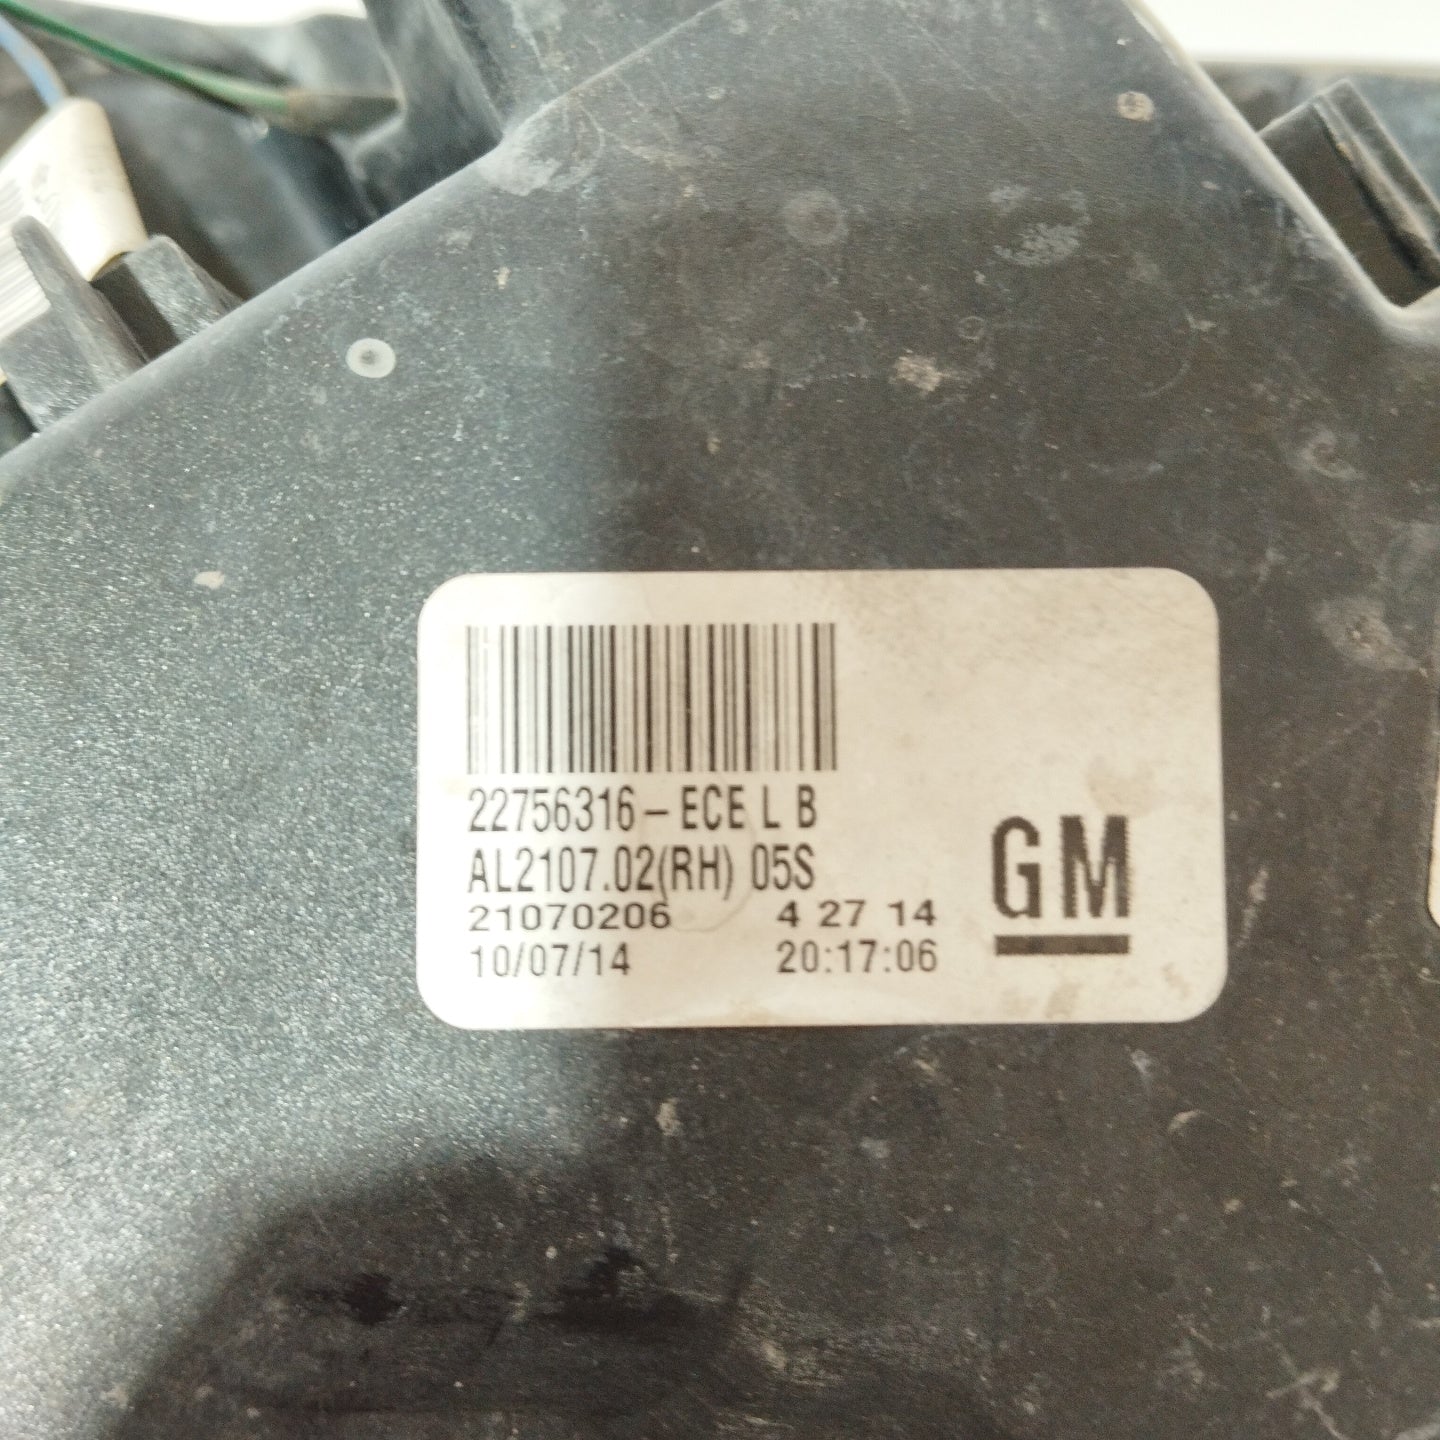 22756316-ECE L B
AL2107.02(RH) 05S
21070206 4 27 14
10/07/14 20:17:06
GM